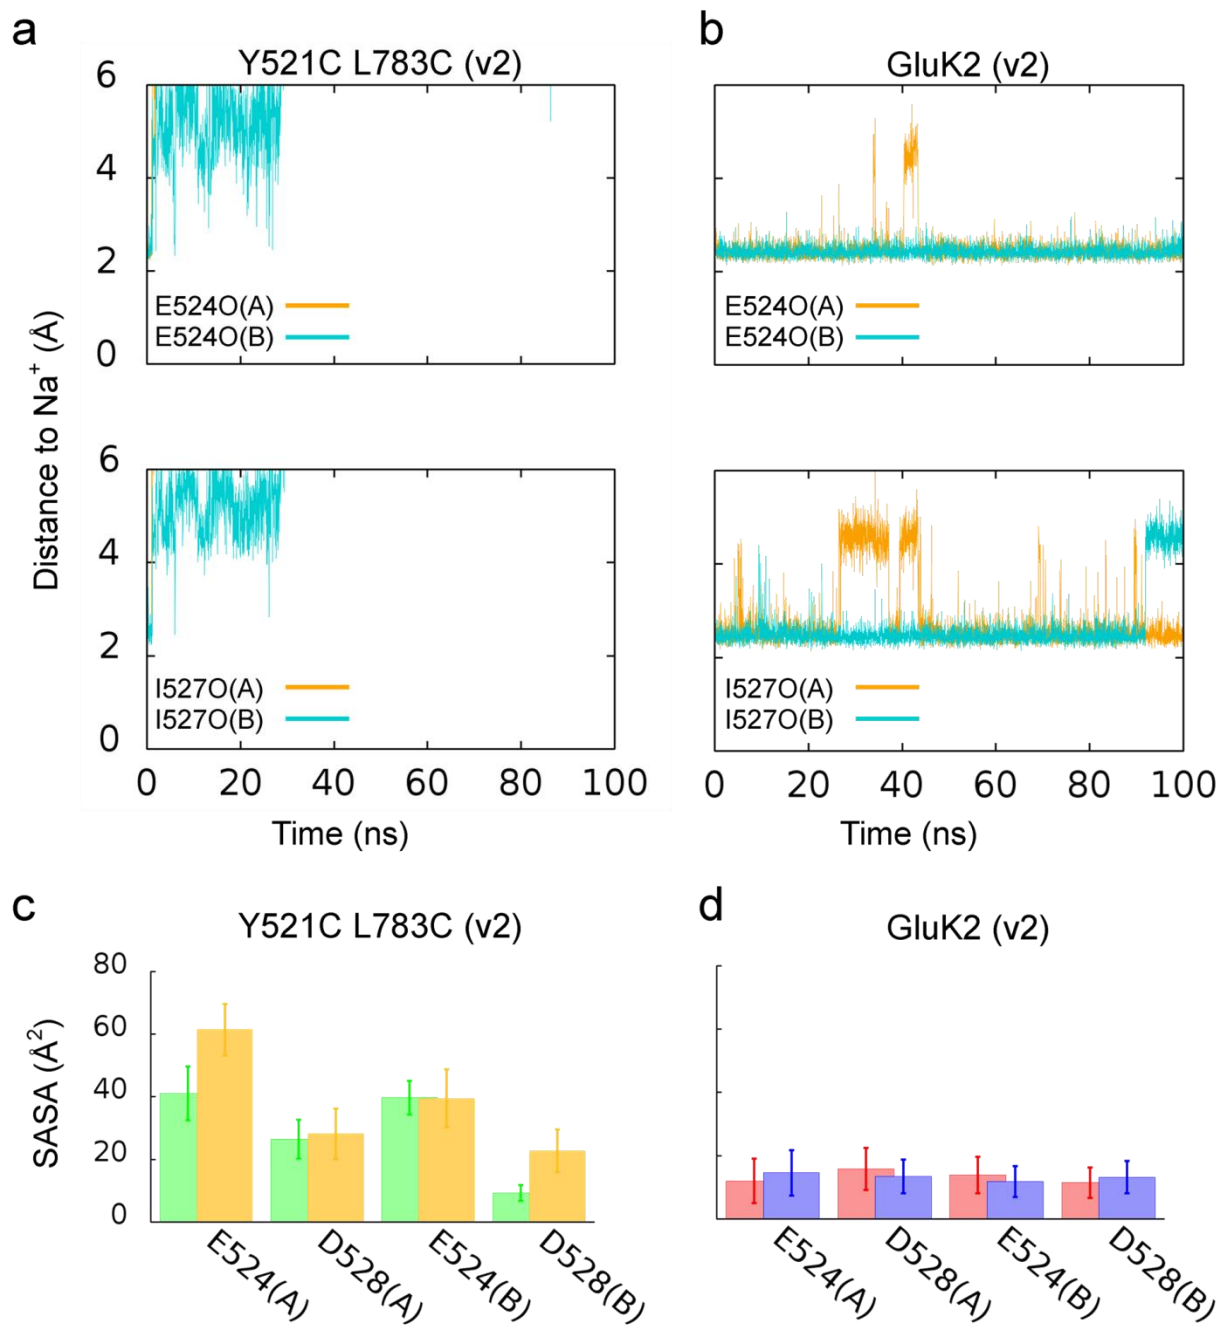 a
Y521C L783C (v2)
6
4
2
0
E524O(A)
E524O(B)
6
4
2
0
I527O(A)
I527O(B)
0 20 40 60 80 100
Time (ns)
Distance to Na⁺ (Å)
b
GluK2 (v2)
E524O(A)
E524O(B)
I527O(A)
I527O(B)
0 20 40 60 80 100
Time (ns)
c
Y521C L783C (v2)
SASA (Å²)
80
60
40
20
0
E524(A)
D528(A)
E524(B)
D528(B)
d
GluK2 (v2)
E524(A)
D528(A)
E524(B)
D528(B)